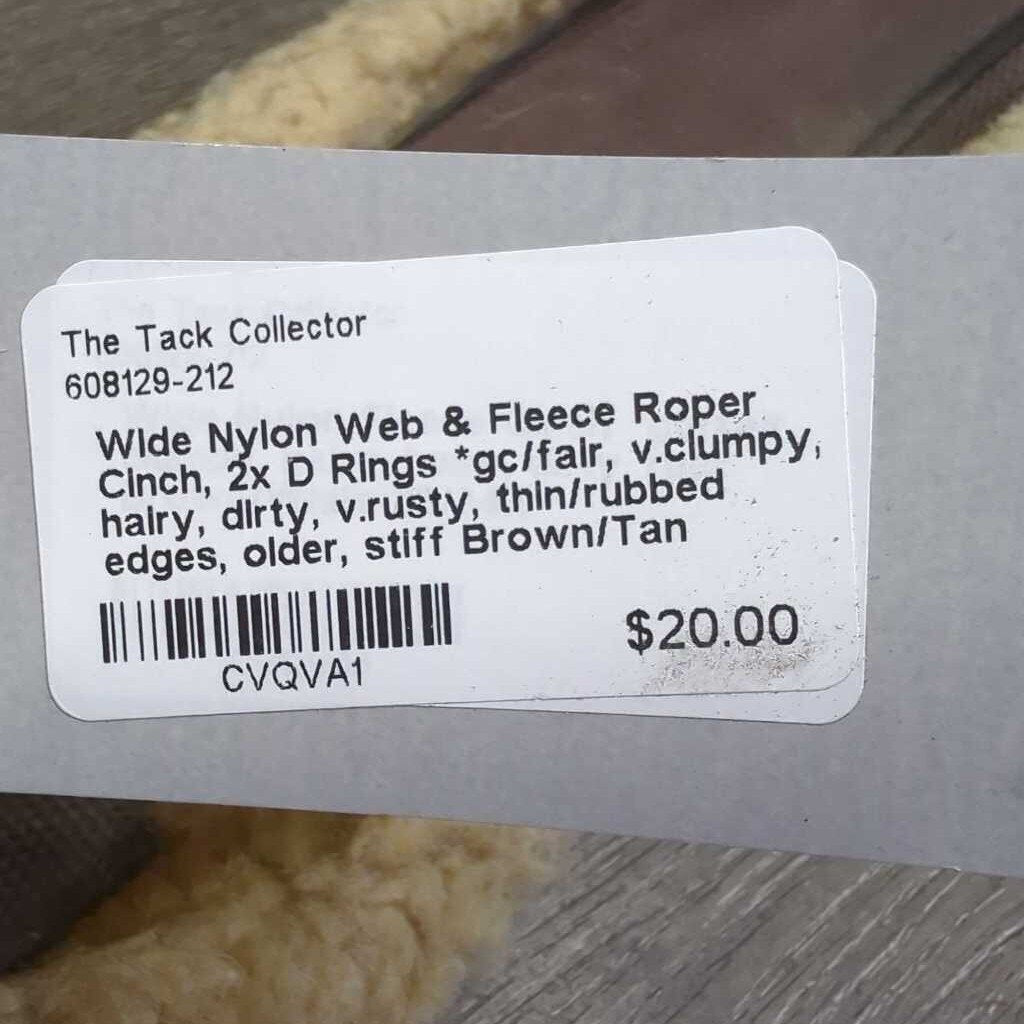 The Tack Collector
608129-212
Wide Nylon Web & Fleece Roper
Cinch, 2x D Rings *gc/fair, v.clumpy,
hairy, dirty, v.rusty, thin/rubbed
edges, older, stiff Brown/Tan
$20.00
CVQVA1